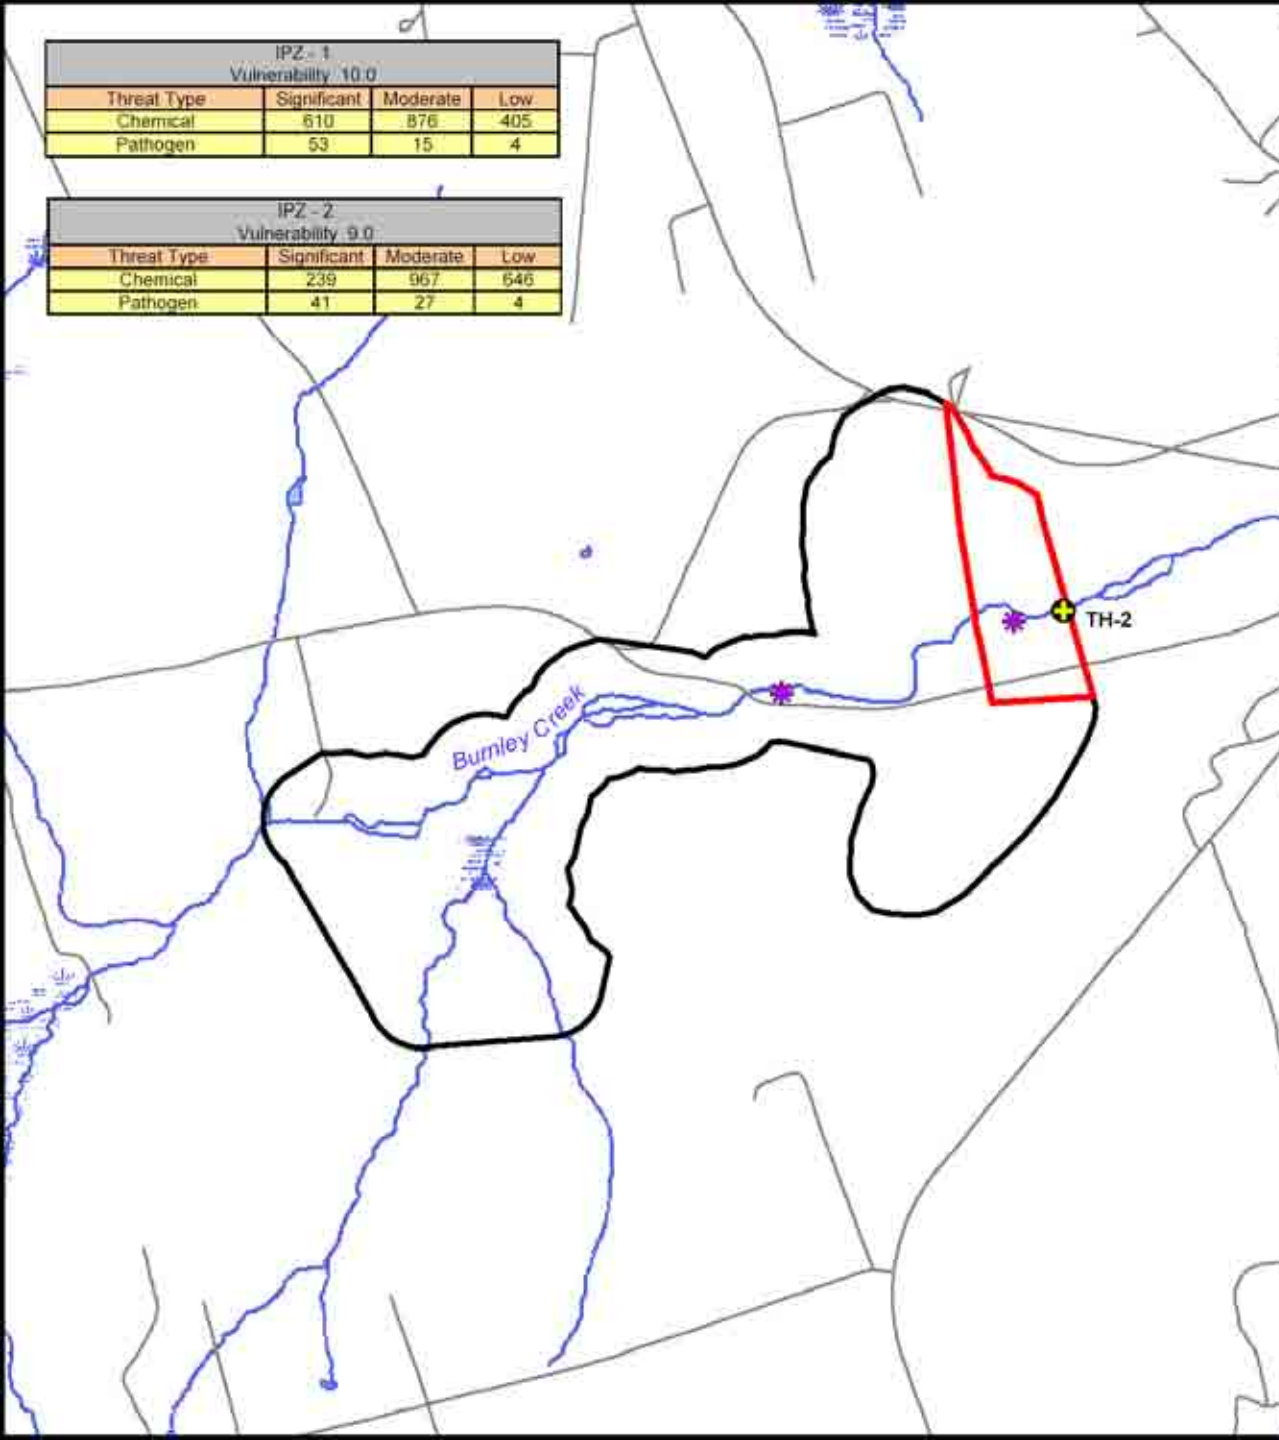 IPZ - 1
Vulnerability 10.0
Threat Type Significant Moderate Low
Chemical 610 876 405
Pathogen 53 15 4
IPZ - 2
Vulnerability 9.0
Threat Type Significant Moderate Low
Chemical 239 967 646
Pathogen 41 27 4
TH-2
Burnley Creek